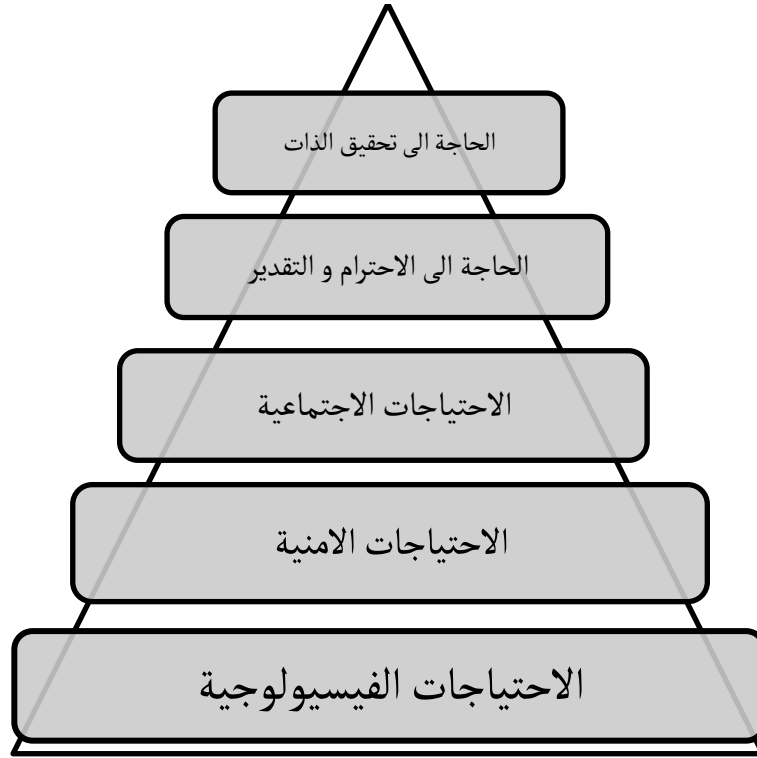 الحاجة الى تحقيق الذات
الحاجة الى الاحترام و التقدير
الاحتياجات الاجتماعية
الاحتياجات الامنية
الاحتياجات الفيسيولوجية